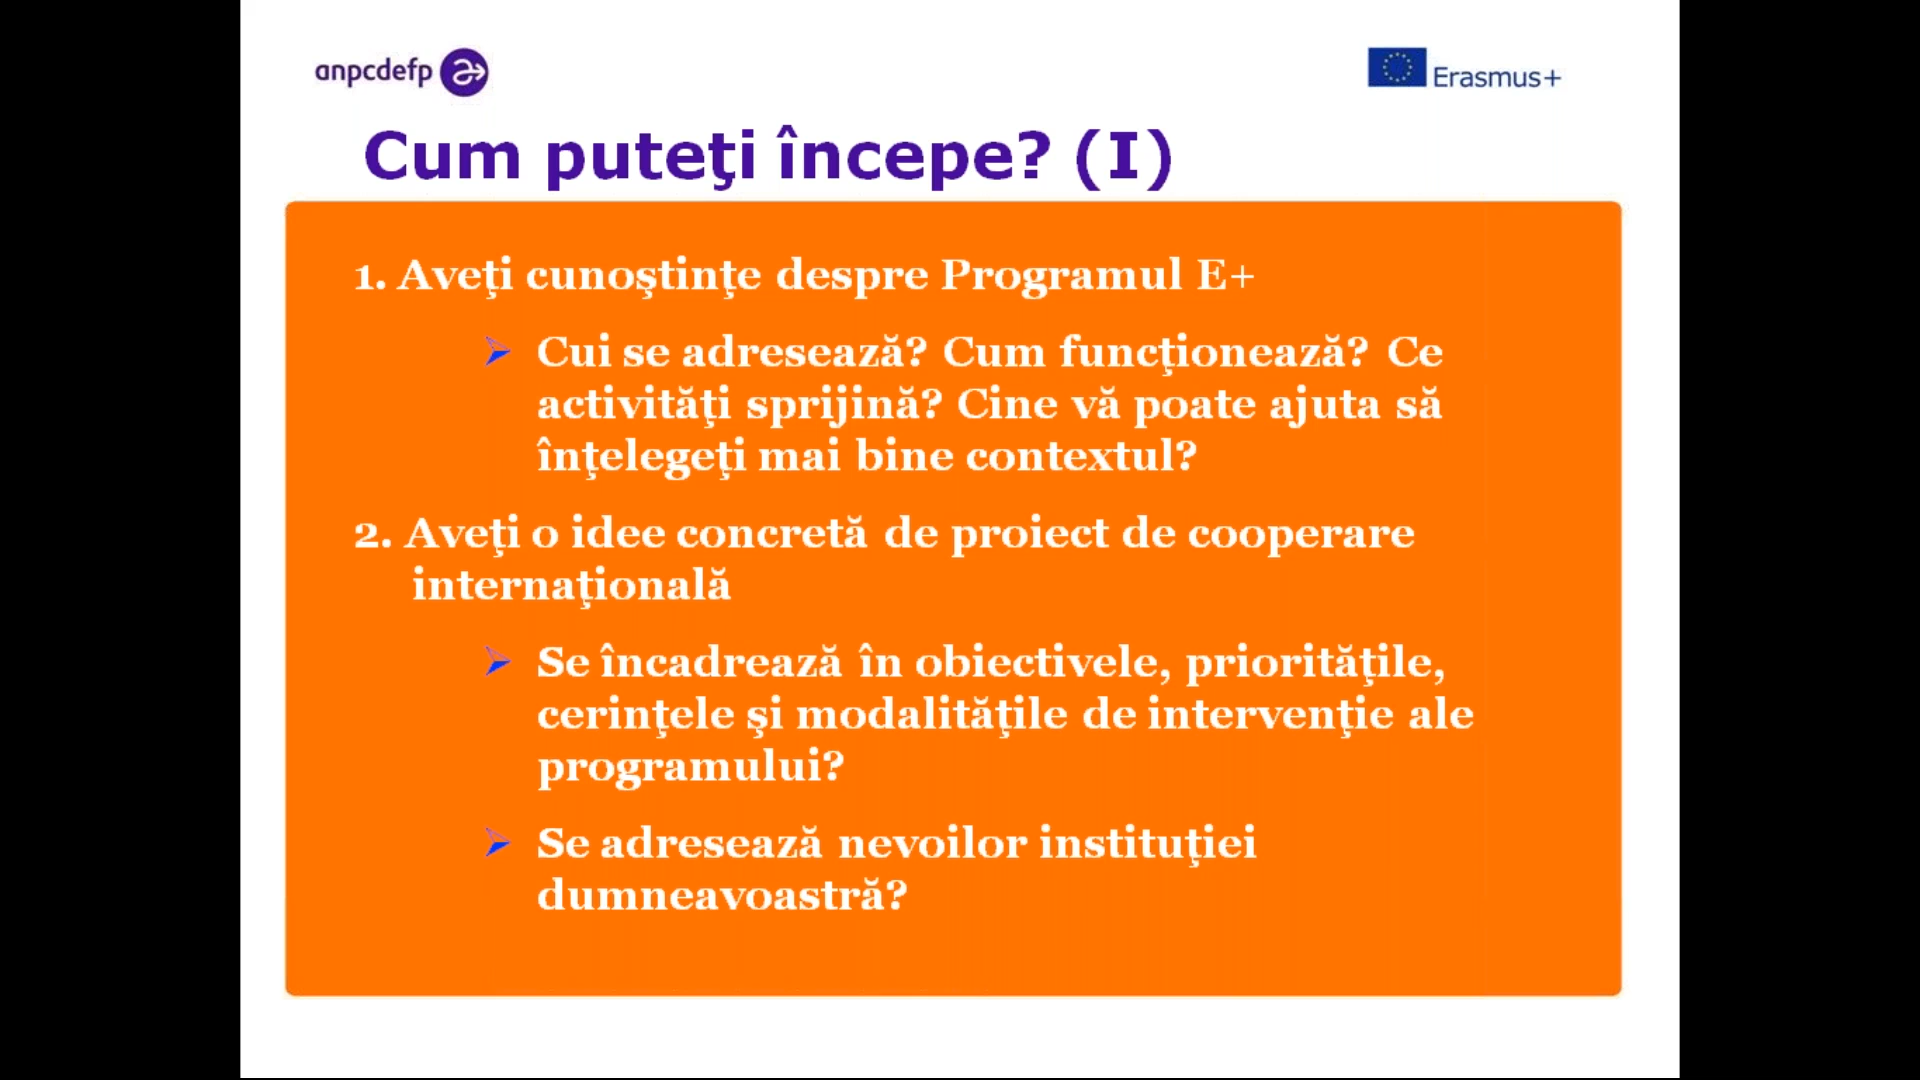 anpcdefp
Erasmus+
Cum puteţi începe? (I)
1. Aveţi cunoştinţe despre Programul E+
Cui se adresează? Cum funcţionează? Ce
activităţi sprijină? Cine vă poate ajuta să
înţelegeţi mai bine contextul?
2. Aveţi o idee concretă de proiect de cooperare
internaţională
Se încadrează în obiectivele, priorităţile,
cerinţele şi modalităţile de intervenţie ale
programului?
Se adresează nevoilor instituţiei
dumneavoastră?